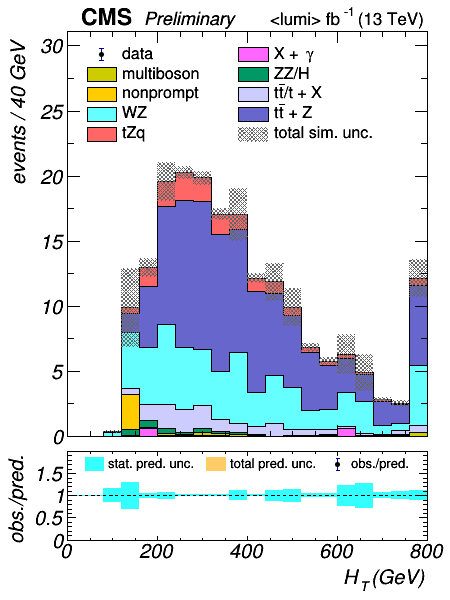 CMS Preliminary <lumi> fb⁻¹ (13 TeV)
events / 40 GeV
30
25
20
15
10
5
0
data
multiboson
nonprompt
WZ
tZq
X + γ
ZZ/H
tt̄/t + X
tt̄ + Z
total sim. unc.
obs./pred.
1.5
1
0.5
0
stat. pred. unc. total pred. unc. obs./pred.
0 200 400 600 800
H_T (GeV)